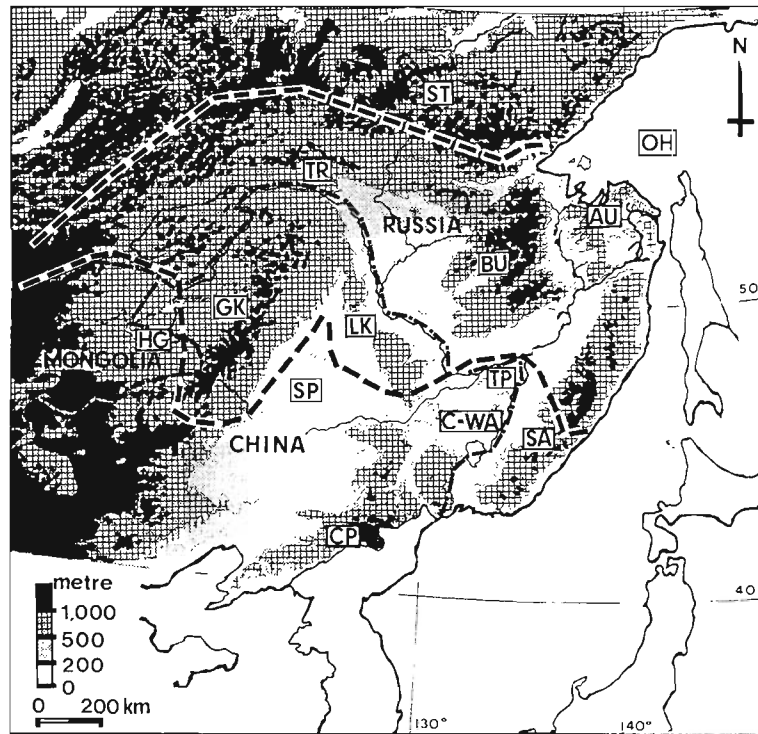 N
ST
OH
TR
RUSSIA
AU
BU
50
GK
LK
HG
MONGOLIA
TP
SP
C-WA
SA
CHINA
CP
metre
1,000
500
200
0
40
0 200 km
130°
140°